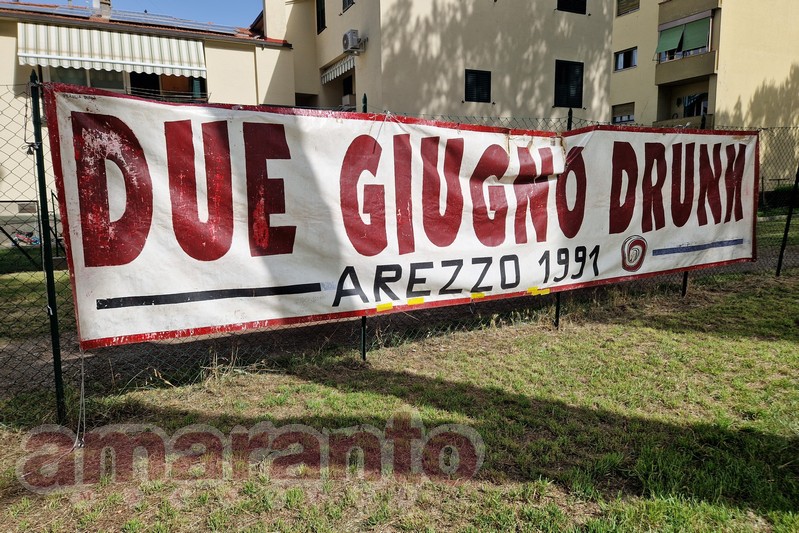 DUE GIUGNO DRUNK
AREZZO 1991
amaranto